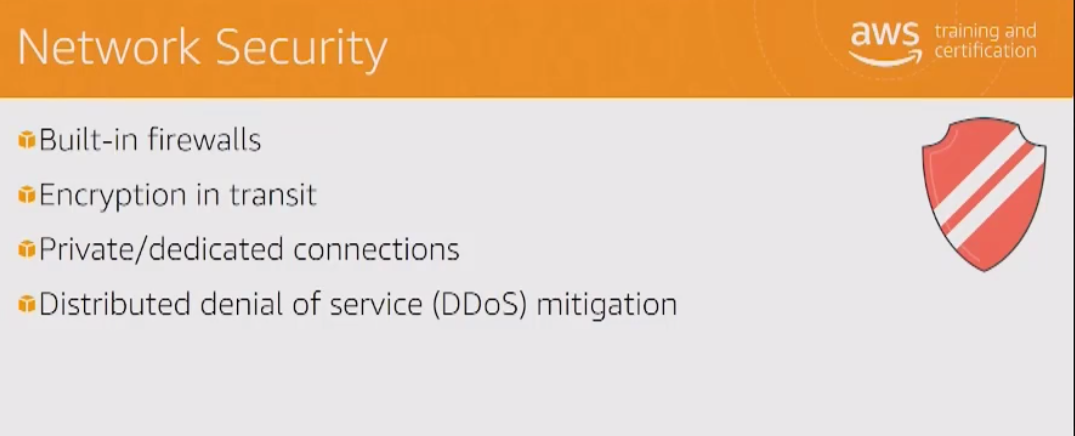 Network Security
aws training and
certification
Built-in firewalls
Encryption in transit
Private/dedicated connections
Distributed denial of service (DDoS) mitigation